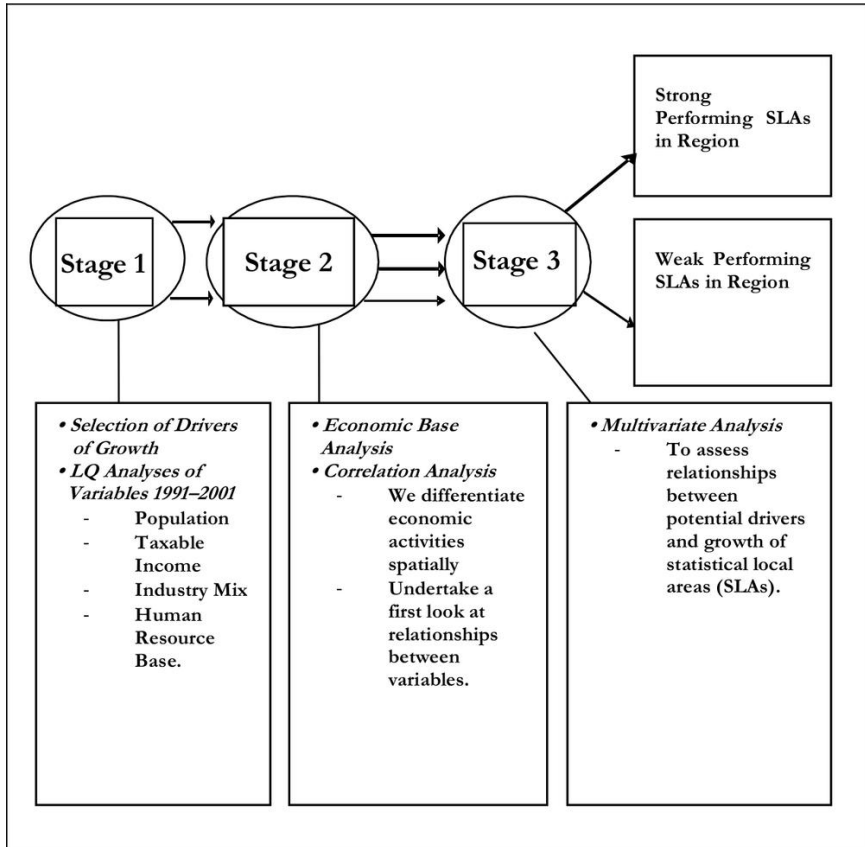 Stage 1
Stage 2
Stage 3
Strong
Performing SLAs
in Region
Weak Performing
SLAs in Region
• Selection of Drivers
of Growth
• LQ Analyses of
Variables 1991–2001
- Population
- Taxable
Income
- Industry Mix
- Human
Resource
Base.
• Economic Base
Analysis
• Correlation Analysis
- We differentiate
economic
activities
spatially
- Undertake a
first look at
relationships
between
variables.
• Multivariate Analysis
- To assess
relationships
between
potential drivers
and growth of
statistical local
areas (SLAs).